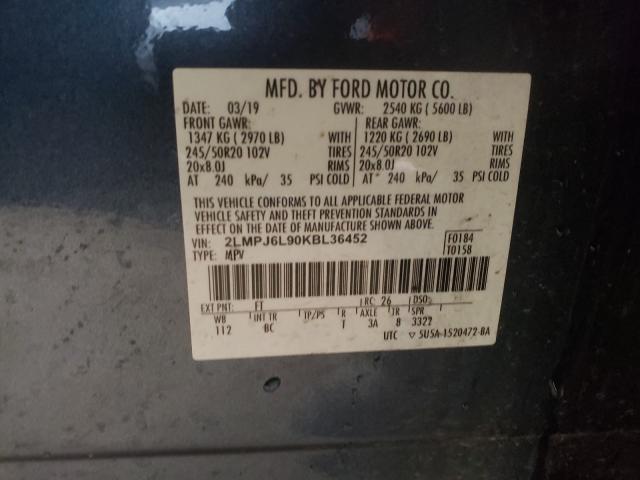 MFD. BY FORD MOTOR CO.
DATE: 03/19 GVWR: 2540 KG ( 5600 LB)
FRONT GAWR: REAR GAWR:
1347 KG ( 2970 LB) WITH 1220 KG ( 2690 LB) WITH
245/50R20 102V TIRES 245/50R20 102V TIRES
20x8.0J RIMS 20x8.0J RIMS
AT 240 kPa/ 35 PSI COLD AT 240 kPa/ 35 PSI COLD
THIS VEHICLE CONFORMS TO ALL APPLICABLE FEDERAL MOTOR
VEHICLE SAFETY AND THEFT PREVENTION STANDARDS IN
EFFECT ON THE DATE OF MANUFACTURE SHOWN ABOVE.
VIN: 2LMPJ6L90KBL36452 F0184
TYPE: MPV T0158
EXT PNT: FT RC: 26 DSO:
WB INT TR TP/PS R AXLE TR SPR
112 BC T 3A 8 3322
UTC ▽ 5U5A-1520472-BA